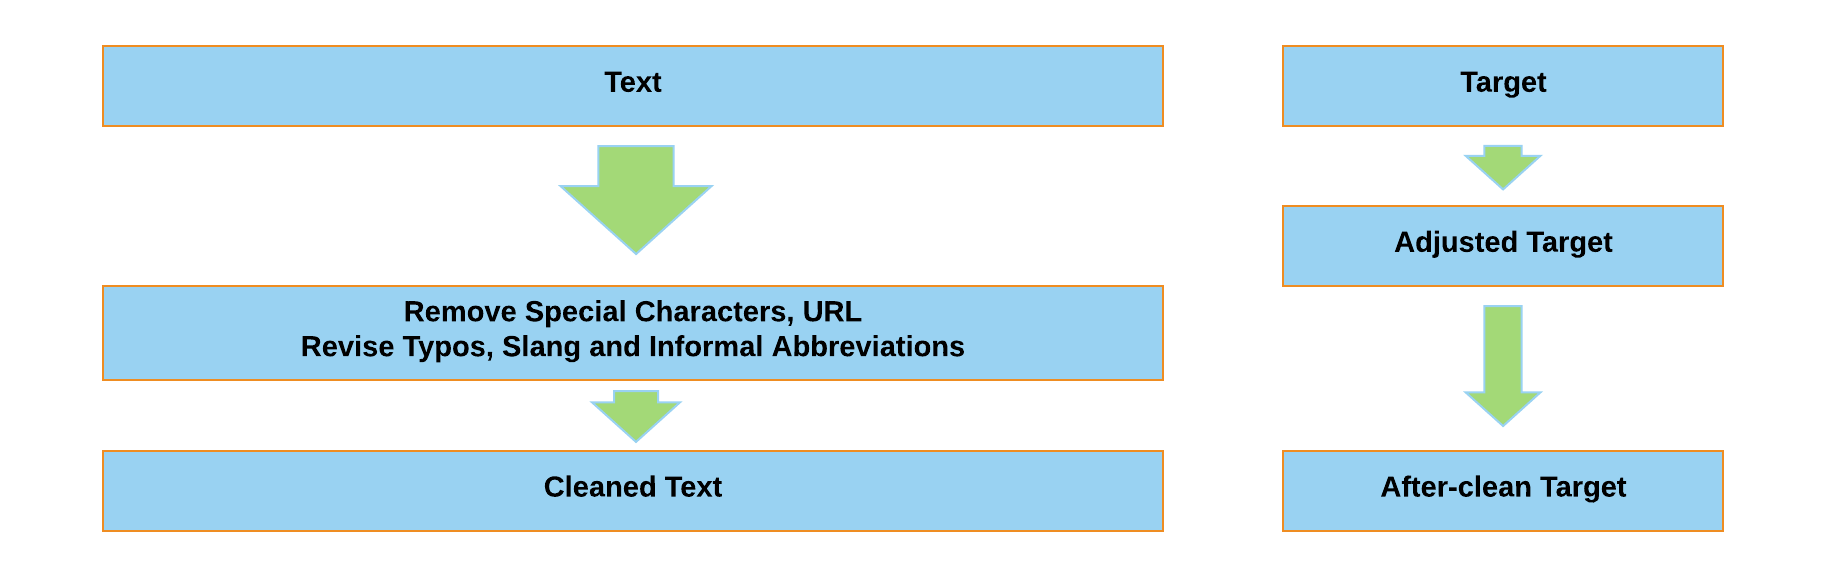 Text
Remove Special Characters, URL
Revise Typos, Slang and Informal Abbreviations
Cleaned Text
Target
Adjusted Target
After-clean Target